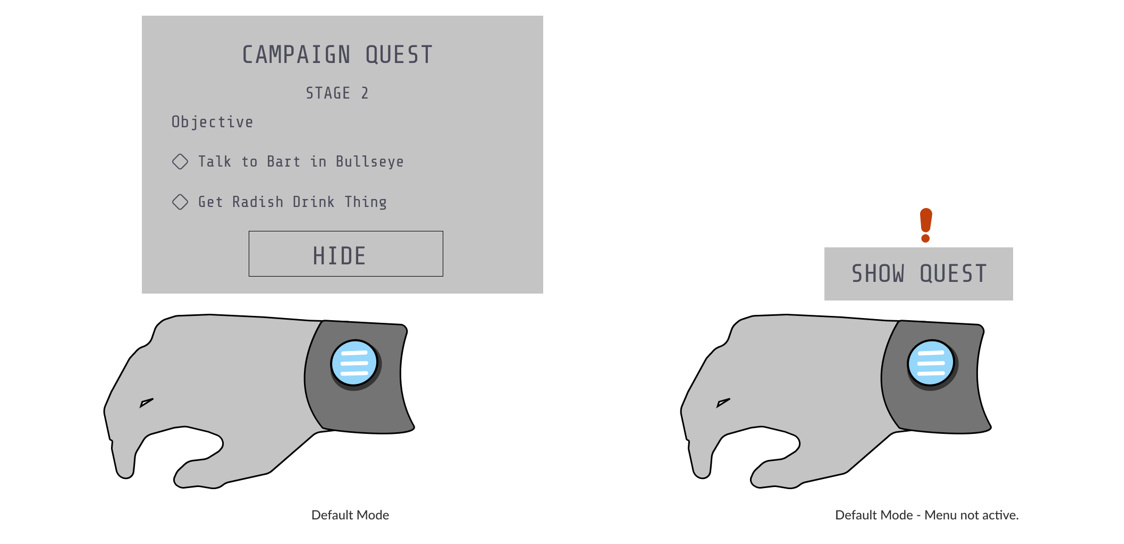 CAMPAIGN QUEST
STAGE 2
Objective
Talk to Bart in Bullseye
Get Radish Drink Thing
HIDE
Default Mode
SHOW QUEST
Default Mode - Menu not active.